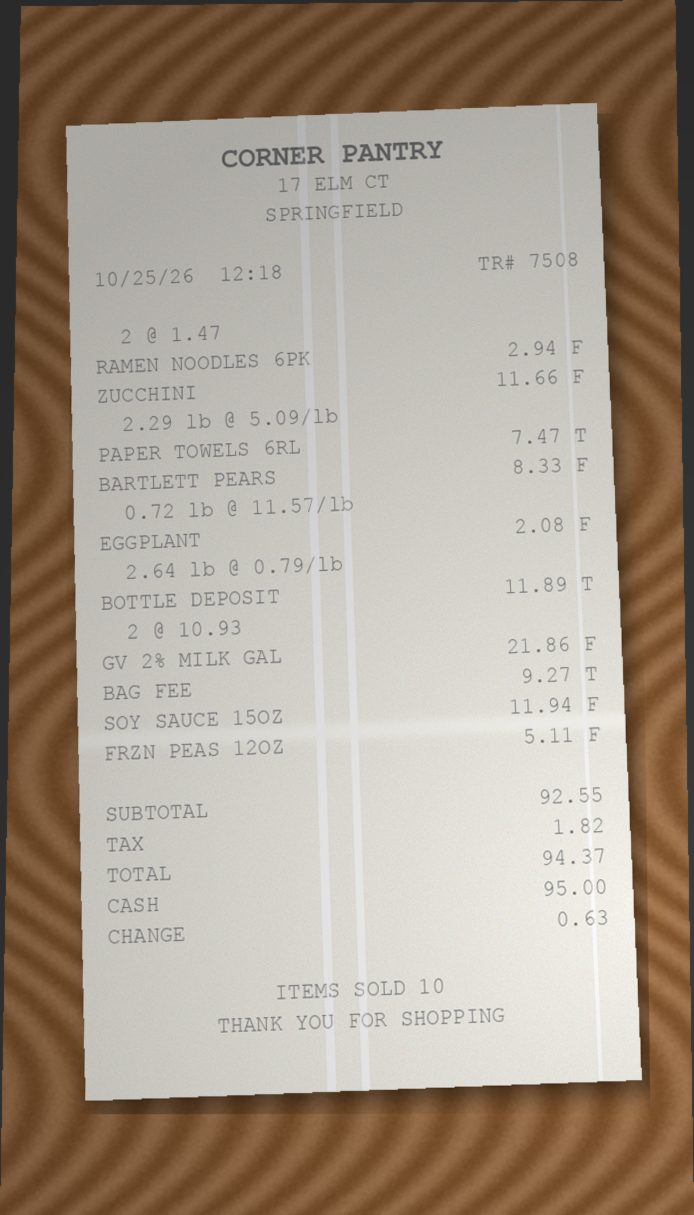 CORNER PANTRY
17 ELM CT
SPRINGFIELD
10/25/26 12:18 TR# 7508
2 @ 1.47
RAMEN NOODLES 6PK 2.94 F
ZUCCHINI 11.66 F
2.29 lb @ 5.09/lb
PAPER TOWELS 6RL 7.47 T
BARTLETT PEARS 8.33 F
0.72 lb @ 11.57/lb
EGGPLANT 2.08 F
2.64 lb @ 0.79/lb
BOTTLE DEPOSIT 11.89 T
2 @ 10.93
GV 2% MILK GAL 21.86 F
BAG FEE 9.27 T
SOY SAUCE 15OZ 11.94 F
FRZN PEAS 12OZ 5.11 F
SUBTOTAL 92.55
TAX 1.82
TOTAL 94.37
CASH 95.00
CHANGE 0.63
ITEMS SOLD 10
THANK YOU FOR SHOPPING